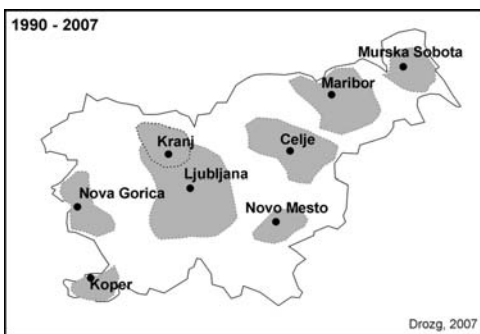 1990 - 2007
Murska Sobota
Maribor
Kranj
Celje
Ljubljana
Nova Gorica
Novo Mesto
Koper
Drozg, 2007